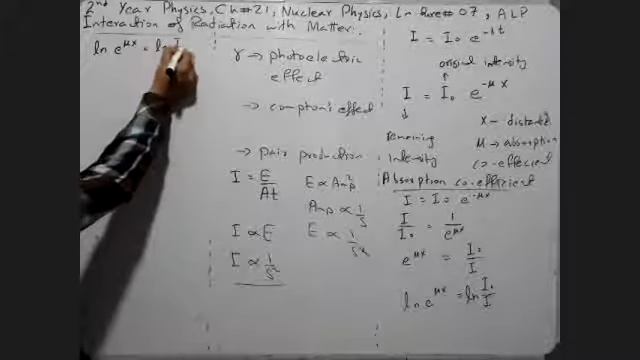 2nd Year Physics, Ch#21, Nuclear Physics, Lecture # 07, ALP
Interaction of Radiation with Matter.
ln e^μx = ln I
γ → photoelectric
effect
→ compton's effect
→ pair production
I = E/At
I ∝ E
I ∝ 1/S²
E ∝ Amp²
Amp ∝ 1/S
E ∝ 1/S²
I = I₀ e^-λt
original intensity
↑
I = I₀ e^-μx
↓
remaining
intensity
x – distance
μ → absorption
co-efficient
Absorption co-efficient
I = I₀ = e^-μx
I/I₀ = 1/e^μx
e^μx = I₀/I
ln e^μx = ln I₀/I